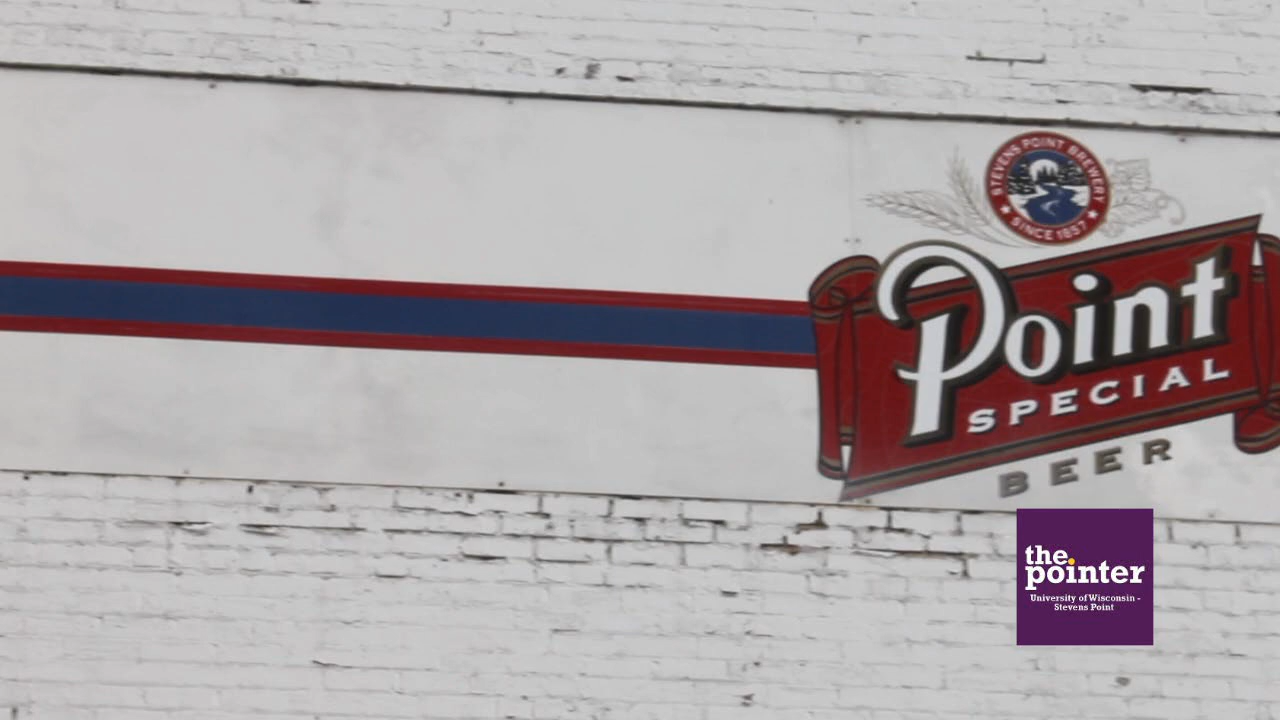 STEVENS POINT BREWERY
SINCE 1857
Point
SPECIAL
BEER
the
pointer
University of Wisconsin -
Stevens Point